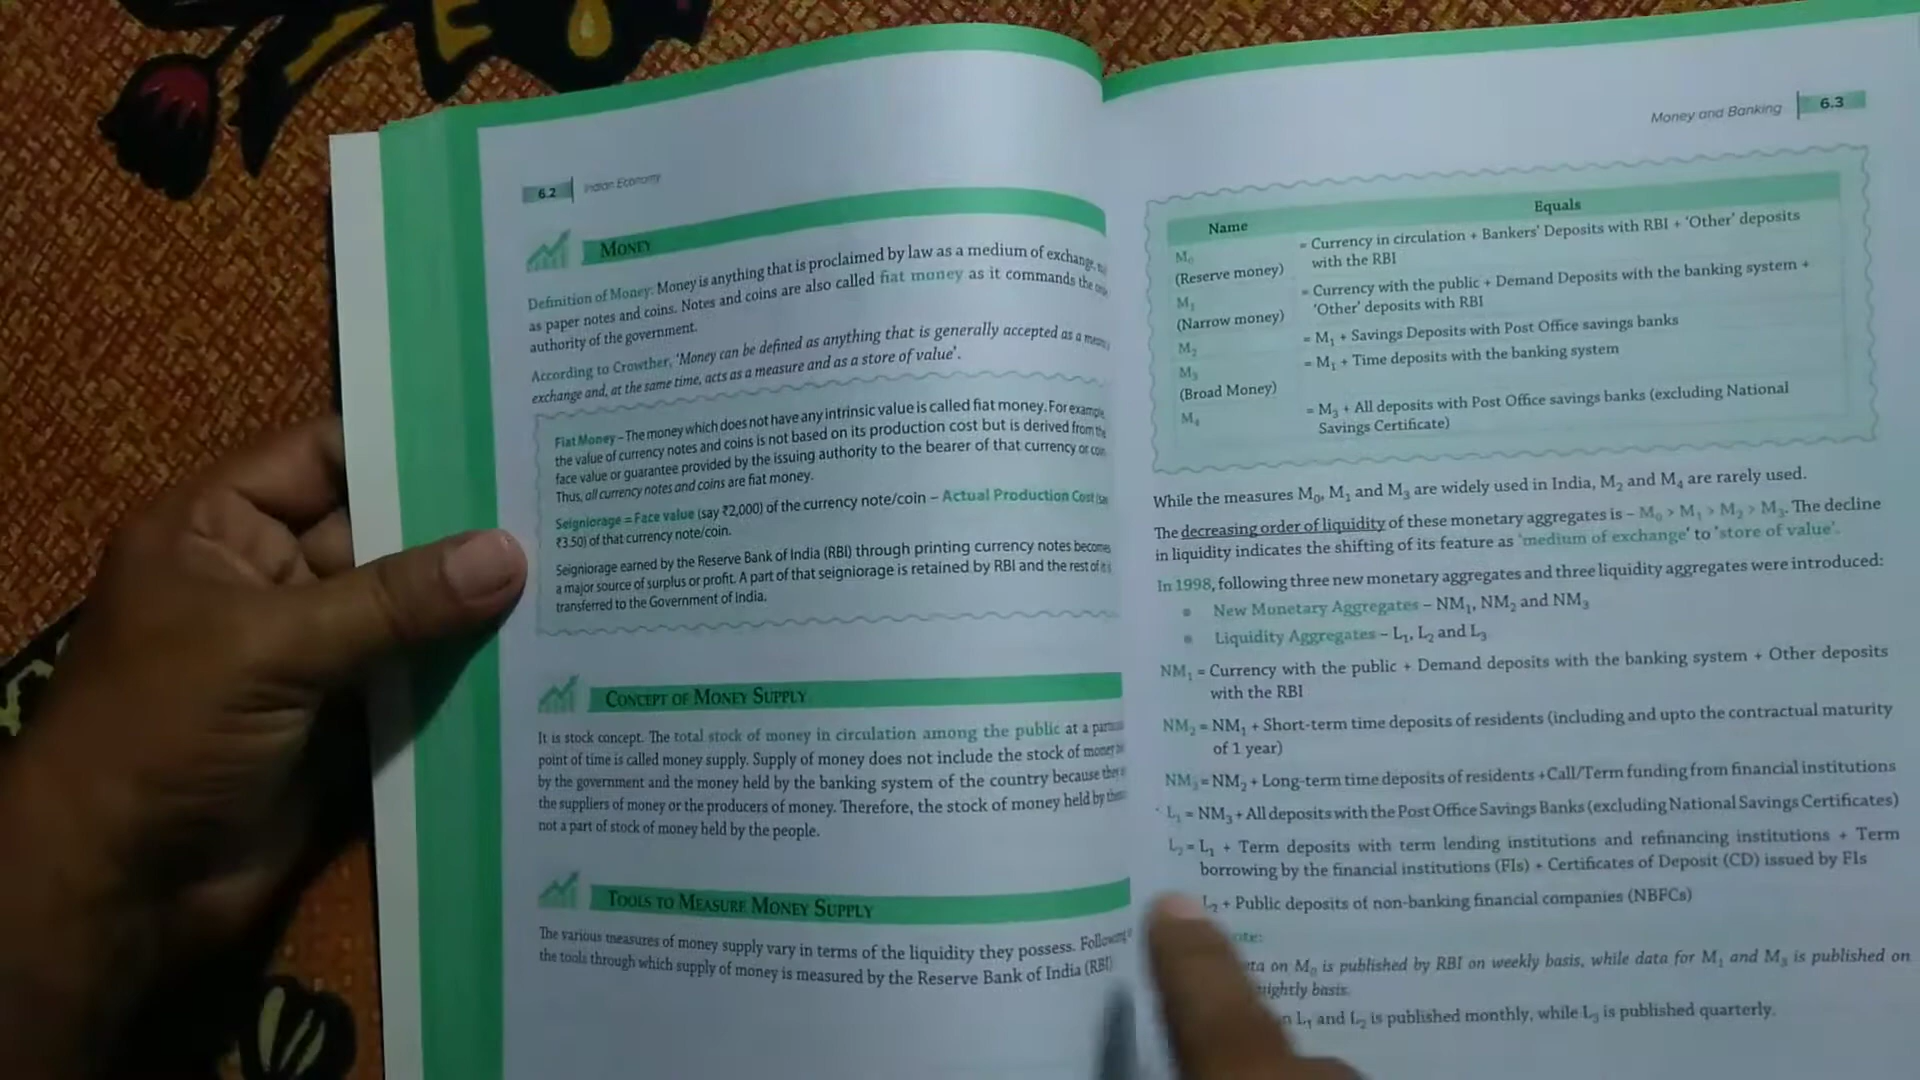 6.2 Indian Economy
MONEY
Definition of Money: Money is anything that is proclaimed by law as a medium of exchange,
as paper notes and coins. Notes and coins are also called fiat money as it commands the
authority of the government.
According to Crowther, 'Money can be defined as anything that is generally accepted as a
exchange and, at the same time, acts as a measure and as a store of value'.
Fiat Money – The money which does not have any intrinsic value is called fiat money. For example,
the value of currency notes and coins is not based on its production cost but is derived from the
face value or guarantee provided by the issuing authority to the bearer of that currency or
Thus, all currency notes and coins are fiat money.
Seigniorage = Face value (say ₹2,000) of the currency note/coin – Actual Production Cost (say
₹3.50) of that currency note/coin.
Seigniorage earned by the Reserve Bank of India (RBI) through printing currency notes becomes
a major source of surplus or profit. A part of that seigniorage is retained by RBI and the rest of
transferred to the Government of India.
CONCEPT OF MONEY SUPPLY
It is stock concept. The total stock of money in circulation among the public at a
point of time is called money supply. Supply of money does not include the stock of money
by the government and the money held by the banking system of the country because
the suppliers of money or the producers of money. Therefore, the stock of money held by
not a part of stock of money held by the people.
TOOLS TO MEASURE MONEY SUPPLY
The various measures of money supply vary in terms of the liquidity they possess. Following
the tools through which supply of money is measured by the Reserve Bank of India (RBI)
Money and Banking 6.3
Name Equals
M₀ = Currency in circulation + Bankers' Deposits with RBI + 'Other' deposits
(Reserve money) with the RBI
M₁ = Currency with the public + Demand Deposits with the banking system +
(Narrow money) 'Other' deposits with RBI
M₂ = M₁ + Savings Deposits with Post Office savings banks
M₃ = M₁ + Time deposits with the banking system
(Broad Money)
M₄ = M₃ + All deposits with Post Office savings banks (excluding National
Savings Certificate)
While the measures M₀, M₁ and M₃ are widely used in India, M₂ and M₄ are rarely used.
The decreasing order of liquidity of these monetary aggregates is – M₀ > M₁ > M₂ > M₃. The decline
in liquidity indicates the shifting of its feature as 'medium of exchange' to 'store of value'.
In 1998, following three new monetary aggregates and three liquidity aggregates were introduced:
• New Monetary Aggregates – NM₁, NM₂ and NM₃
• Liquidity Aggregates – L₁, L₂ and L₃
NM₁ = Currency with the public + Demand deposits with the banking system + Other deposits
with the RBI
NM₂ = NM₁ + Short-term time deposits of residents (including and upto the contractual maturity
of 1 year)
NM₃ = NM₂ + Long-term time deposits of residents +Call/Term funding from financial institutions
L₁ = NM₃ + All deposits with the Post Office Savings Banks (excluding National Savings Certificates)
L₂ = L₁ + Term deposits with term lending institutions and refinancing institutions + Term
borrowing by the financial institutions (FIs) + Certificates of Deposit (CD) issued by FIs
L₂ + Public deposits of non-banking financial companies (NBFCs)
on M₀ is published by RBI on weekly basis, while data for M₁ and M₃ is published on
basis.
L₁ and L₂ is published monthly, while L₃ is published quarterly.